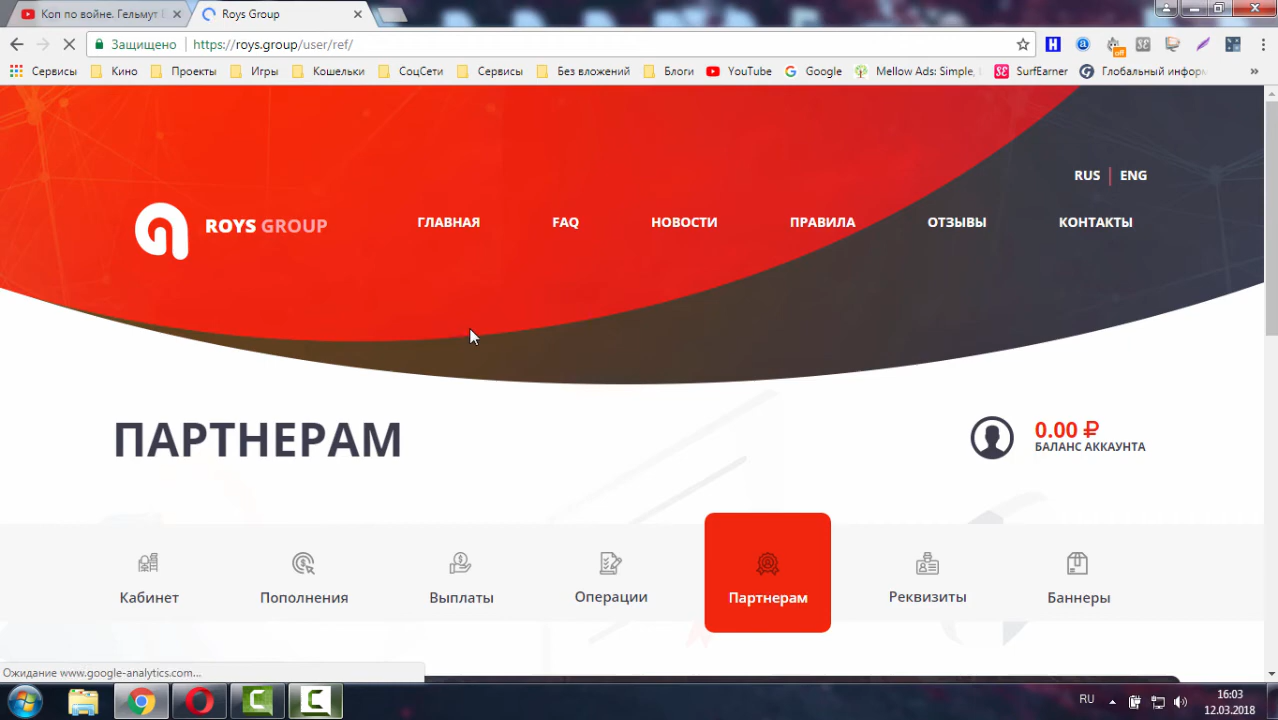 Коп по войне. Гельмут
Roys Group
Защищено
https://roys.group/user/ref/
Сервисы
Кино
Проекты
Игры
Кошельки
СоцСети
Сервисы
Без вложений
Блоги
YouTube
Google
Mellow Ads: Simple,
SurfEarner
Глобальный инфор
RUS
ENG
ROYS GROUP
ГЛАВНАЯ
FAQ
НОВОСТИ
ПРАВИЛА
ОТЗЫВЫ
КОНТАКТЫ
ПАРТНЕРАМ
0.00 ₽
БАЛАНС АККАУНТА
Кабинет
Пополнения
Выплаты
Операции
Партнерам
Реквизиты
Баннеры
Ожидание www.google-analytics.com...
RU
16:03
12.03.2018